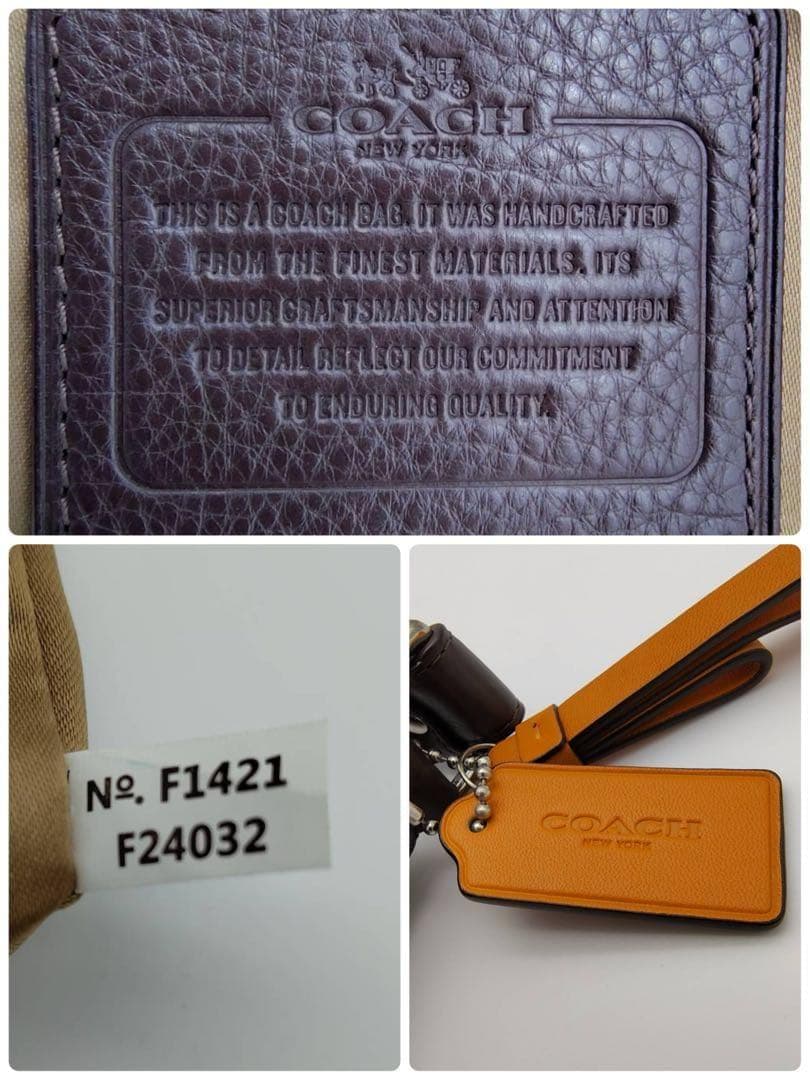 COACH
NEW YORK
THIS IS A COACH BAG. IT WAS HANDCRAFTED
FROM THE FINEST MATERIALS. ITS
SUPERIOR CRAFTSMANSHIP AND ATTENTION
TO DETAIL REFLECT OUR COMMITMENT
TO ENDURING QUALITY.
Nº. F1421
F24032
COACH
NEW YORK